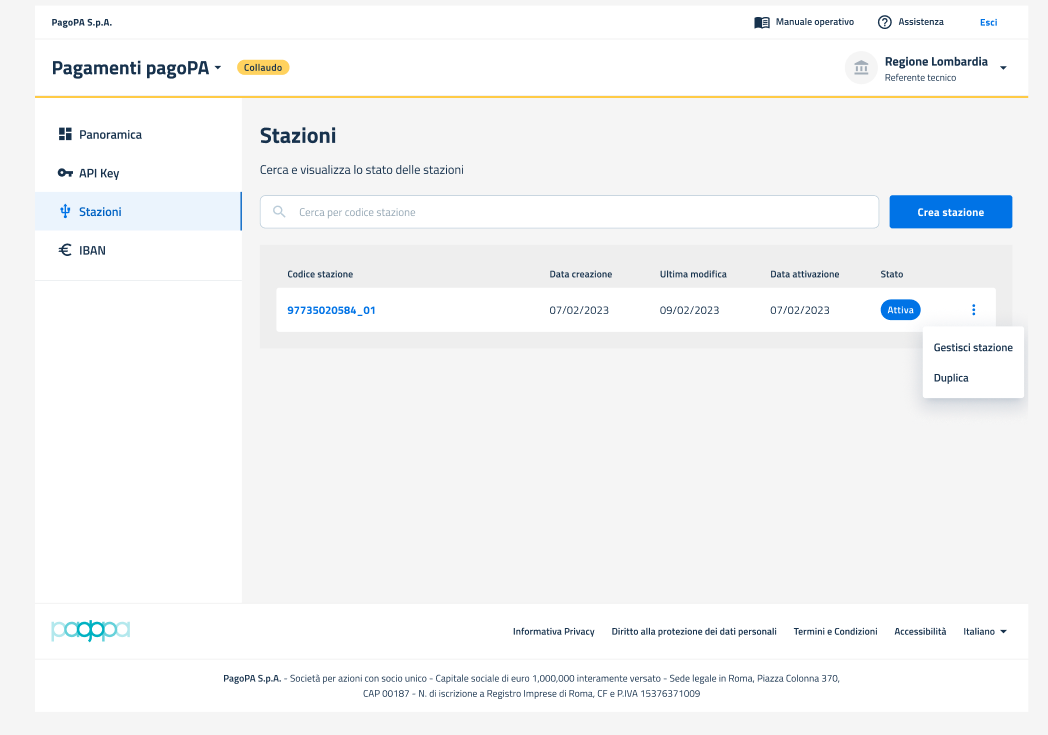 PagoPA S.p.A.
Manuale operativo
Assistenza
Esci
Pagamenti pagoPA
Collaudo
Regione Lombardia
Referente tecnico
Panoramica
API Key
Stazioni
IBAN
Stazioni
Cerca e visualizza lo stato delle stazioni
Cerca per codice stazione
Crea stazione
Codice stazione Data creazione Ultima modifica Data attivazione Stato
97735020584_01 07/02/2023 09/02/2023 07/02/2023 Attiva
Gestisci stazione
Duplica
pagopa
Informativa Privacy Diritto alla protezione dei dati personali Termini e Condizioni Accessibilità Italiano
PagoPA S.p.A. - Società per azioni con socio unico - Capitale sociale di euro 1,000,000 interamente versato - Sede legale in Roma, Piazza Colonna 370,
CAP 00187 - N. di iscrizione a Registro Imprese di Roma, CF e P.IVA 15376371009